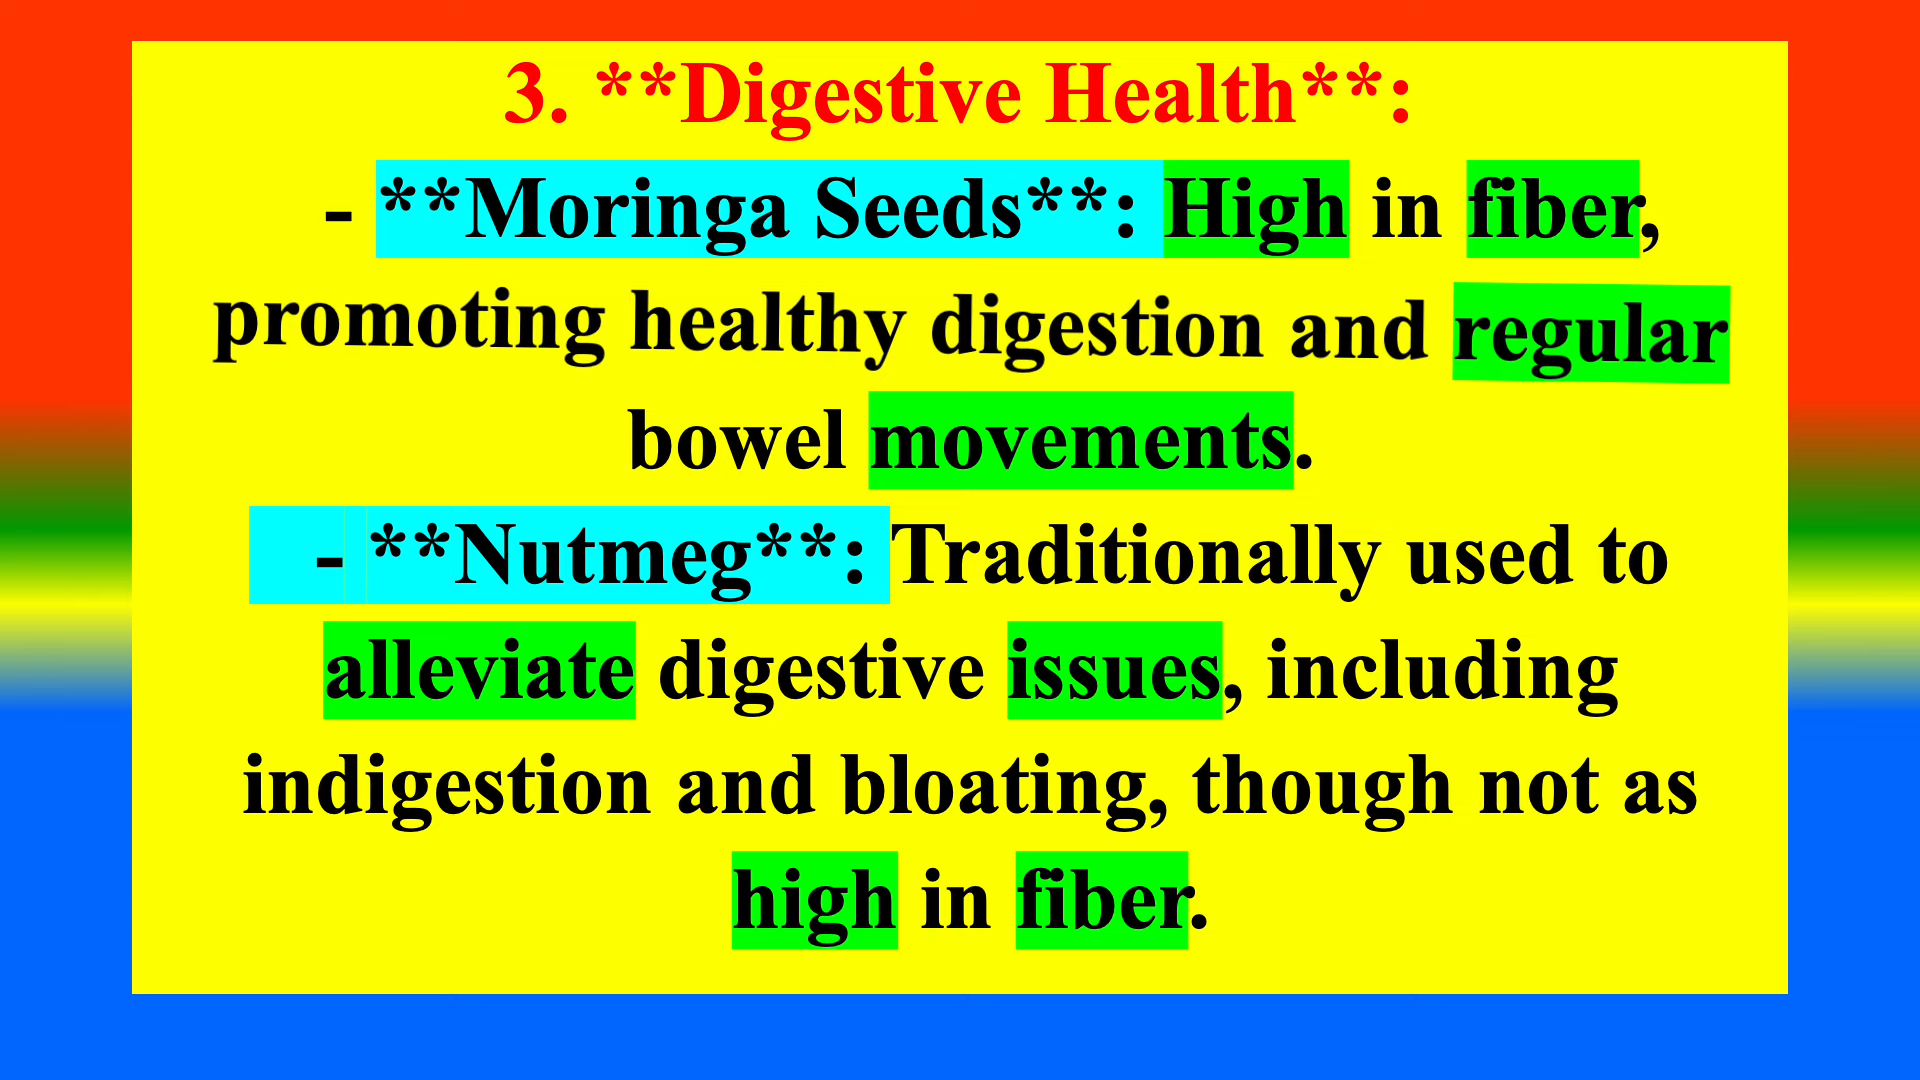 3. **Digestive Health**:
- **Moringa Seeds**: High in fiber,
promoting healthy digestion and regular
bowel movements.
- **Nutmeg**: Traditionally used to
alleviate digestive issues, including
indigestion and bloating, though not as
high in fiber.